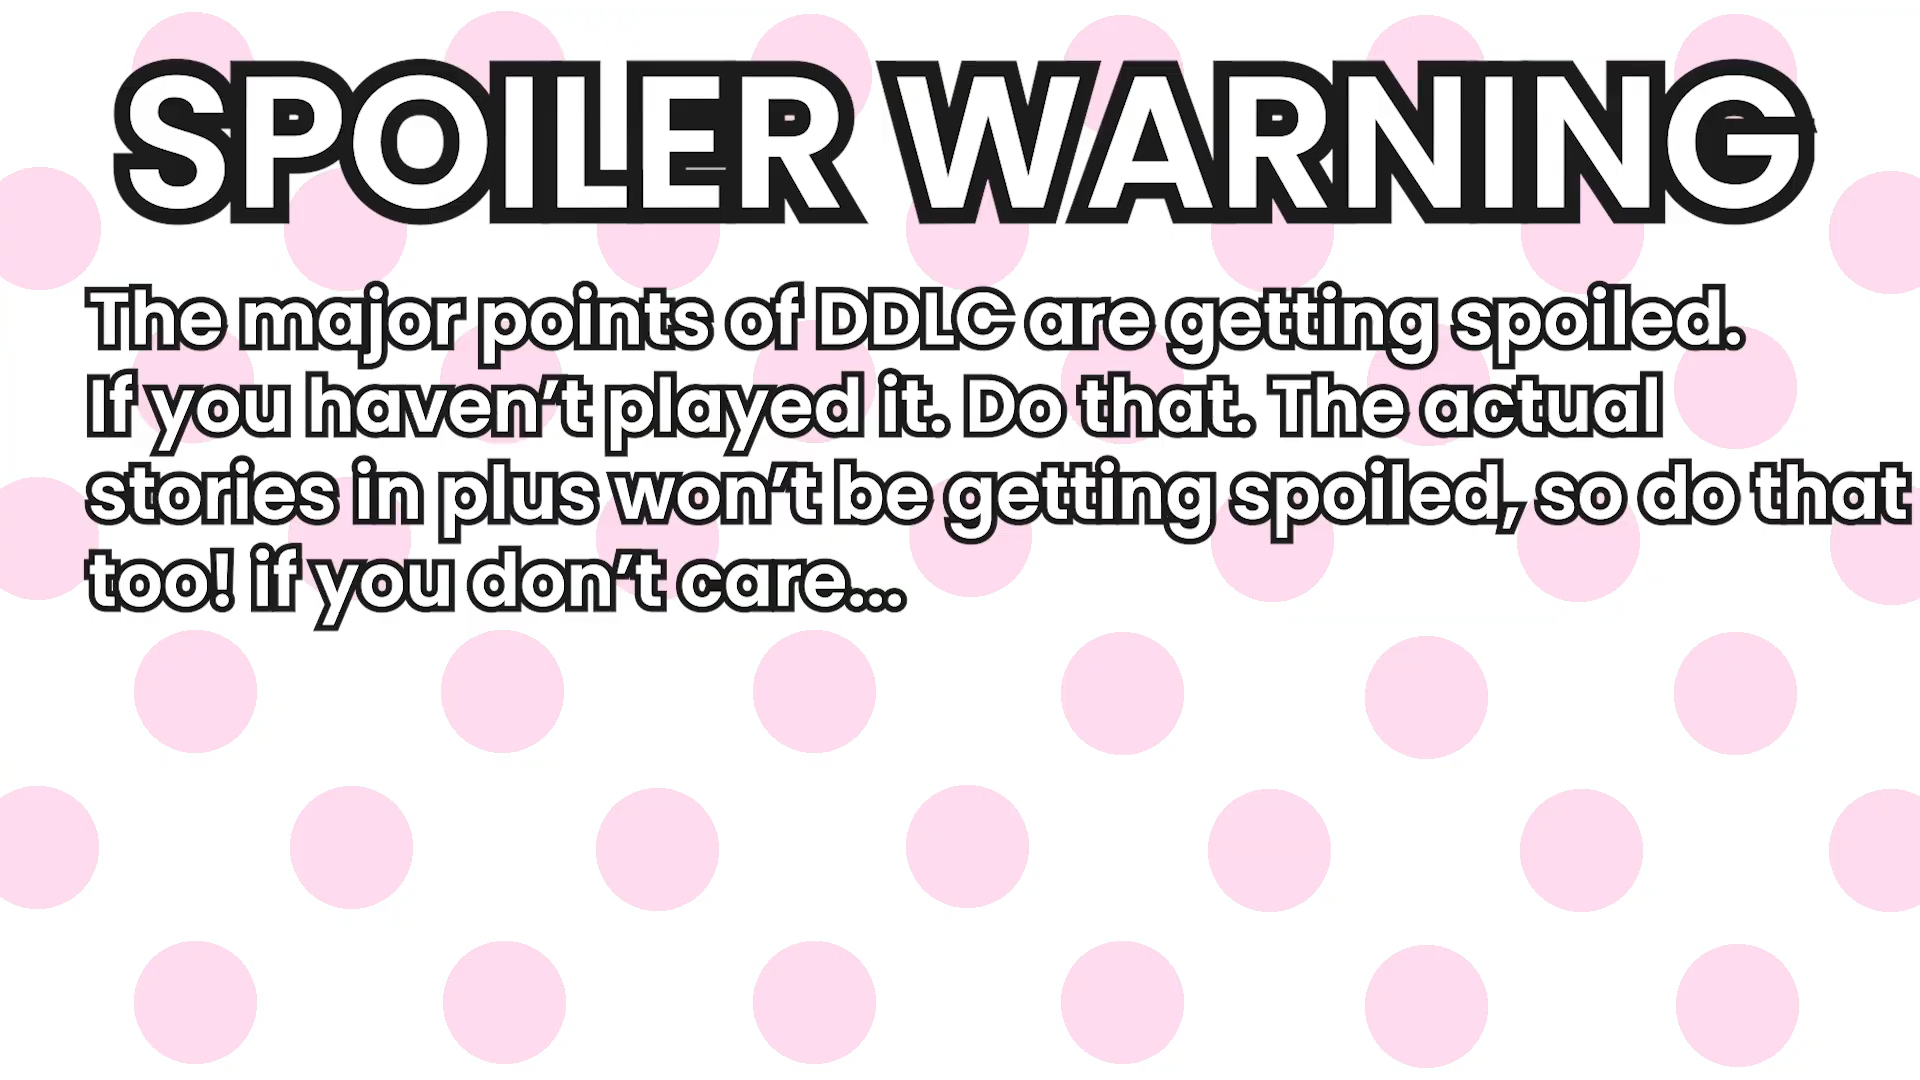 SPOILER WARNING
The major points of DDLC are getting spoiled.
If you haven’t played it. Do that. The actual
stories in plus won’t be getting spoiled, so do that
too! if you don’t care...